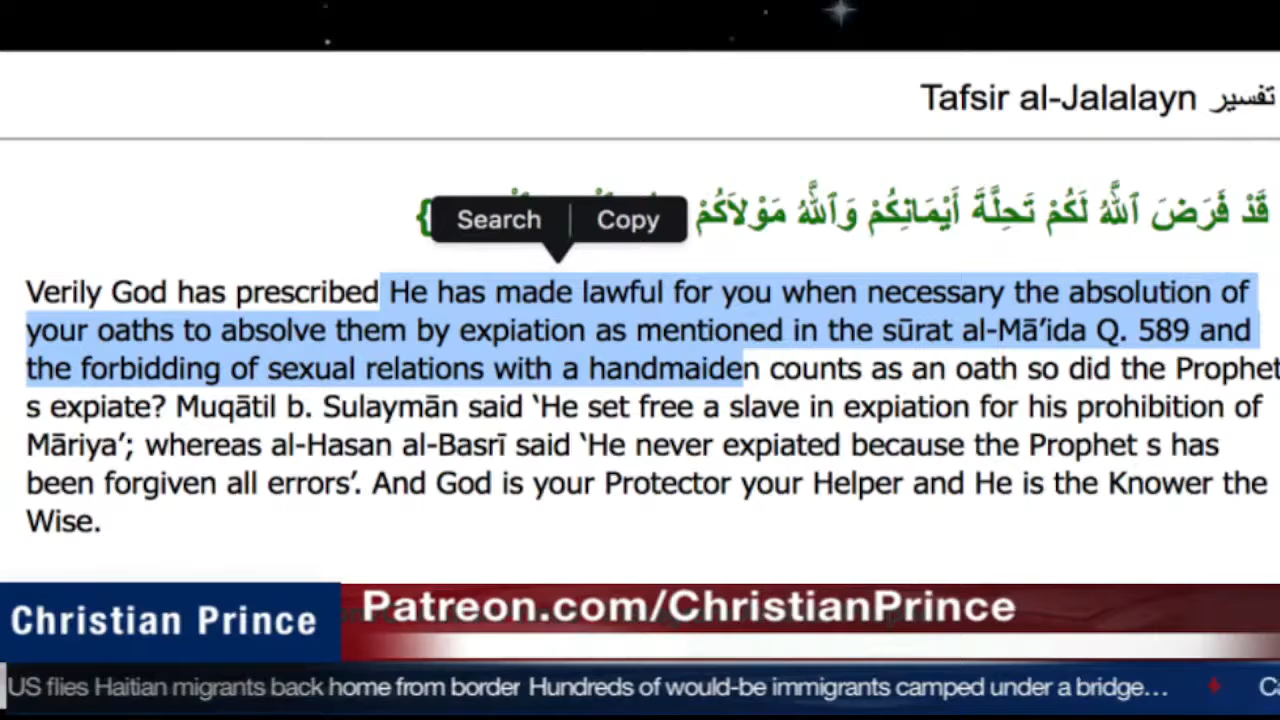 Tafsir al-Jalalayn تفسير
Search Copy
قَدْ فَرَضَ ٱللَّهُ لَكُمْ تَحِلَّةَ أَيْمَانِكُمْ وَٱللَّهُ مَوْلاَكُمْ }
Verily God has prescribed He has made lawful for you when necessary the absolution of
your oaths to absolve them by expiation as mentioned in the sūrat al-Mā’ida Q. 589 and
the forbidding of sexual relations with a handmaiden counts as an oath so did the Prophet
s expiate? Muqātil b. Sulaymān said ‘He set free a slave in expiation for his prohibition of
Māriya’; whereas al-Hasan al-Basrī said ‘He never expiated because the Prophet s has
been forgiven all errors’. And God is your Protector your Helper and He is the Knower the
Wise.
Christian Prince
Patreon.com/ChristianPrince
US flies Haitian migrants back home from border Hundreds of would-be immigrants camped under a bridge...